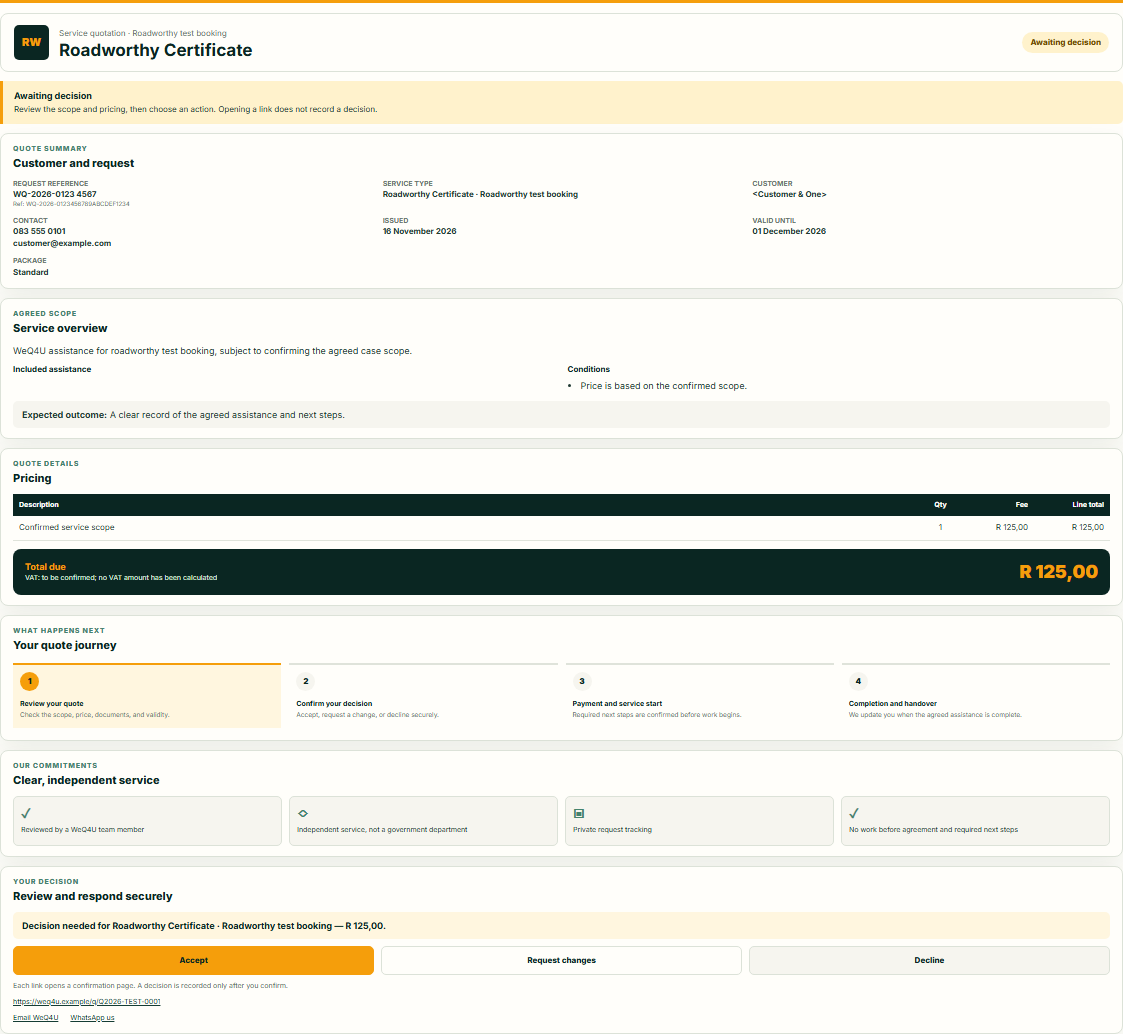 RW
Service quotation · Roadworthy test booking
Roadworthy Certificate
Awaiting decision
Awaiting decision
Review the scope and pricing, then choose an action. Opening a link does not record a decision.
QUOTE SUMMARY
Customer and request
REQUEST REFERENCE
WQ-2026-0123 4567
Ref: WQ-2026-0123456789ABCDEF1234
SERVICE TYPE
Roadworthy Certificate · Roadworthy test booking
CUSTOMER
<Customer & One>
CONTACT
083 555 0101
customer@example.com
ISSUED
16 November 2026
VALID UNTIL
01 December 2026
PACKAGE
Standard
AGREED SCOPE
Service overview
WeQ4U assistance for roadworthy test booking, subject to confirming the agreed case scope.
Included assistance
Conditions
• Price is based on the confirmed scope.
Expected outcome: A clear record of the agreed assistance and next steps.
QUOTE DETAILS
Pricing
Description Qty Fee Line total
Confirmed service scope 1 R 125,00 R 125,00
Total due
VAT: to be confirmed; no VAT amount has been calculated
R 125,00
WHAT HAPPENS NEXT
Your quote journey
1
Review your quote
Check the scope, price, documents, and validity.
2
Confirm your decision
Accept, request a change, or decline securely.
3
Payment and service start
Required next steps are confirmed before work begins.
4
Completion and handover
We update you when the agreed assistance is complete.
OUR COMMITMENTS
Clear, independent service
Reviewed by a WeQ4U team member
Independent service, not a government department
Private request tracking
No work before agreement and required next steps
YOUR DECISION
Review and respond securely
Decision needed for Roadworthy Certificate · Roadworthy test booking — R 125,00.
Accept
Request changes
Decline
Each link opens a confirmation page. A decision is recorded only after you confirm.
https://weq4u.example/q/Q2026-TEST-0001
Email WeQ4U WhatsApp us